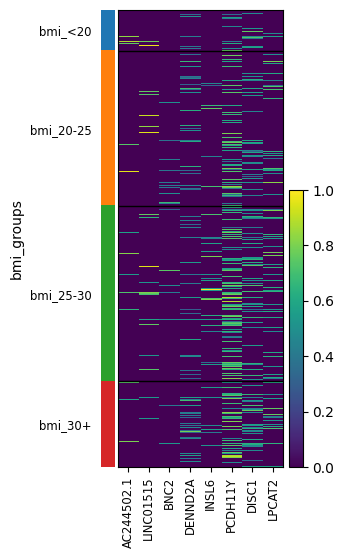 bmi_<20
bmi_20-25
bmi_25-30
bmi_30+
bmi_groups
1.0
0.8
0.6
0.4
0.2
0.0
AC244502.1
LINC01515
BNC2
DENND2A
INSL6
PCDH11Y
DISC1
LPCAT2